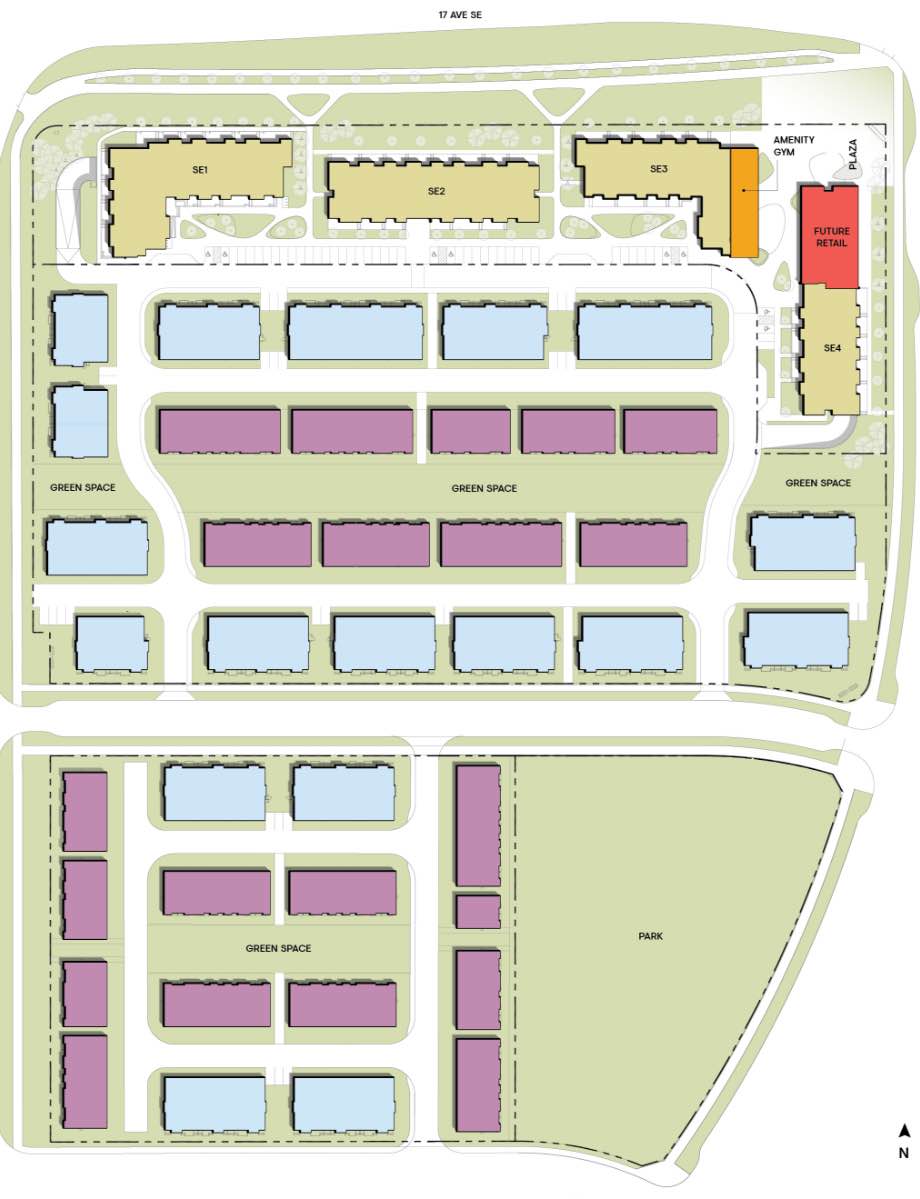 17 AVE SE
AMENITY
GYM
PLAZA
SE1
SE2
SE3
FUTURE
RETAIL
SE4
GREEN SPACE
GREEN SPACE
GREEN SPACE
PARK
GREEN SPACE
N